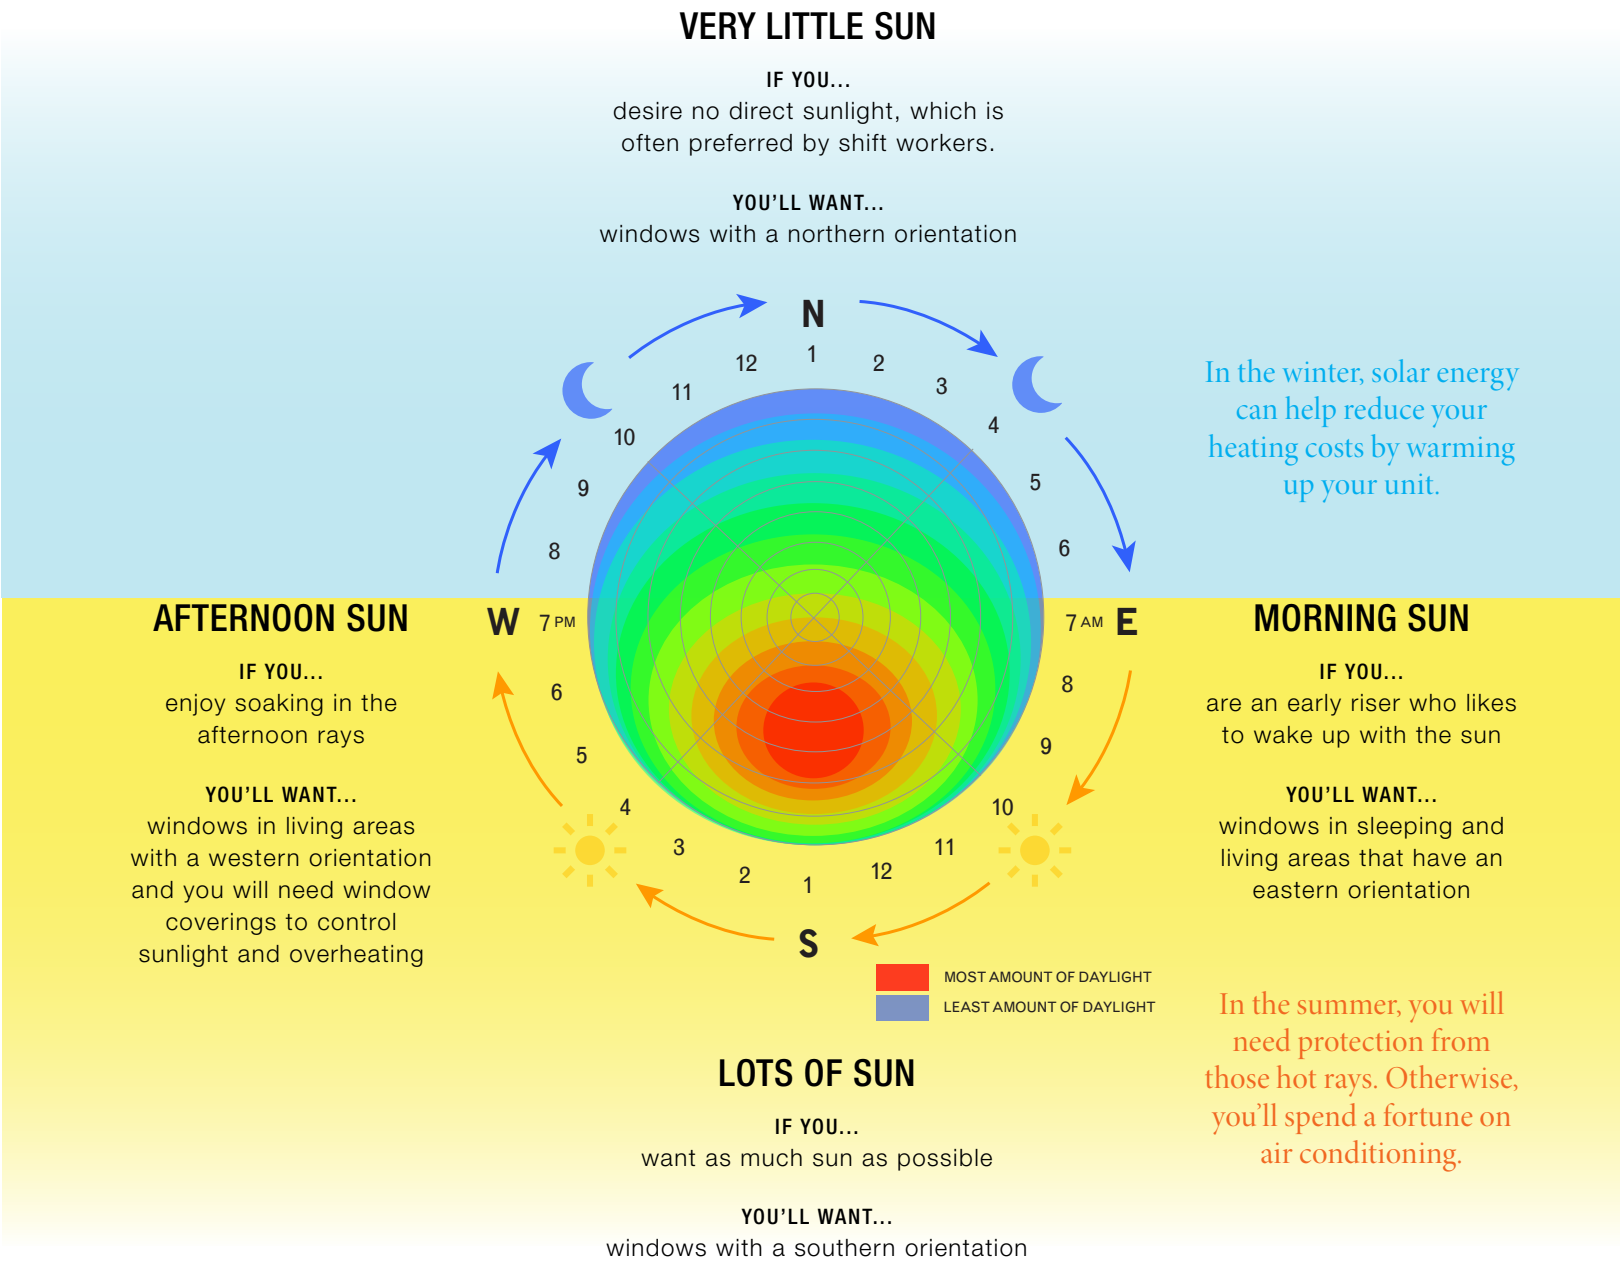 VERY LITTLE SUN
IF YOU...
desire no direct sunlight, which is
often preferred by shift workers.
YOU'LL WANT...
windows with a northern orientation
N
12
1
2
11
3
10
4
9
5
8
6
In the winter, solar energy
can help reduce your
heating costs by warming
up your unit.
AFTERNOON SUN
IF YOU...
enjoy soaking in the
afternoon rays
YOU'LL WANT...
windows in living areas
with a western orientation
and you will need window
coverings to control
sunlight and overheating
W
7 PM
7 AM
E
6
8
5
9
4
10
3
11
2
12
1
S
MORNING SUN
IF YOU...
are an early riser who likes
to wake up with the sun
YOU'LL WANT...
windows in sleeping and
living areas that have an
eastern orientation
MOST AMOUNT OF DAYLIGHT
LEAST AMOUNT OF DAYLIGHT
In the summer, you will
need protection from
those hot rays. Otherwise,
you'll spend a fortune on
air conditioning.
LOTS OF SUN
IF YOU...
want as much sun as possible
YOU'LL WANT...
windows with a southern orientation